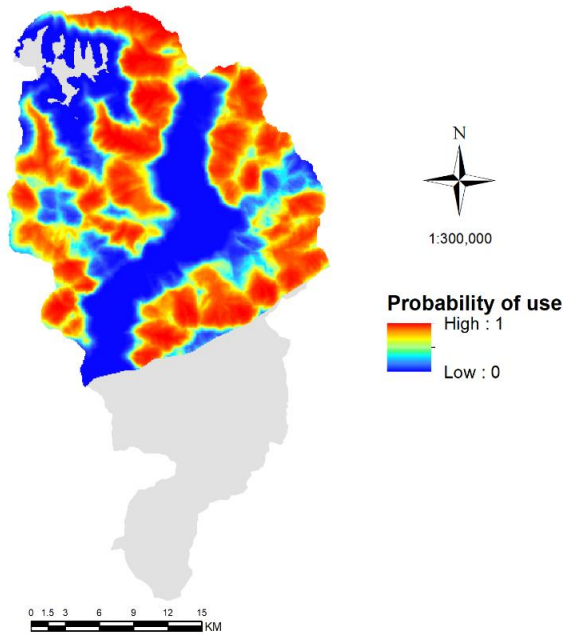 N
1:300,000
Probability of use
High : 1
Low : 0
0 1.5 3 6 9 12 15
KM